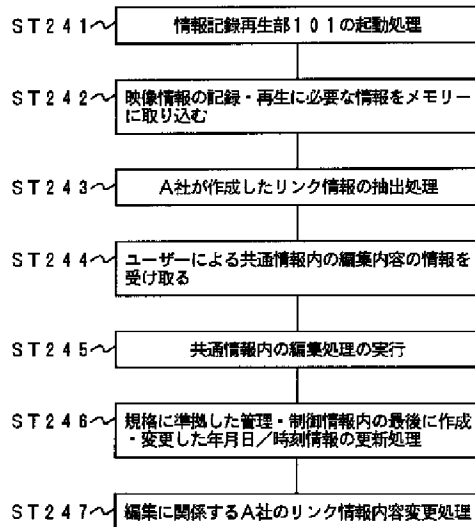 ST241 情報記録再生部101の起動処理
ST242 映像情報の記録・再生に必要な情報をメモリー
に取り込む
ST243 A社が作成したリンク情報の抽出処理
ST244 ユーザーによる共通情報内の編集内容の情報を
受け取る
ST245 共通情報内の編集処理の実行
ST246 規格に準拠した管理・制御情報内の最後に作成
・変更した年月日/時刻情報の更新処理
ST247 編集に関係するA社のリンク情報内容変更処理